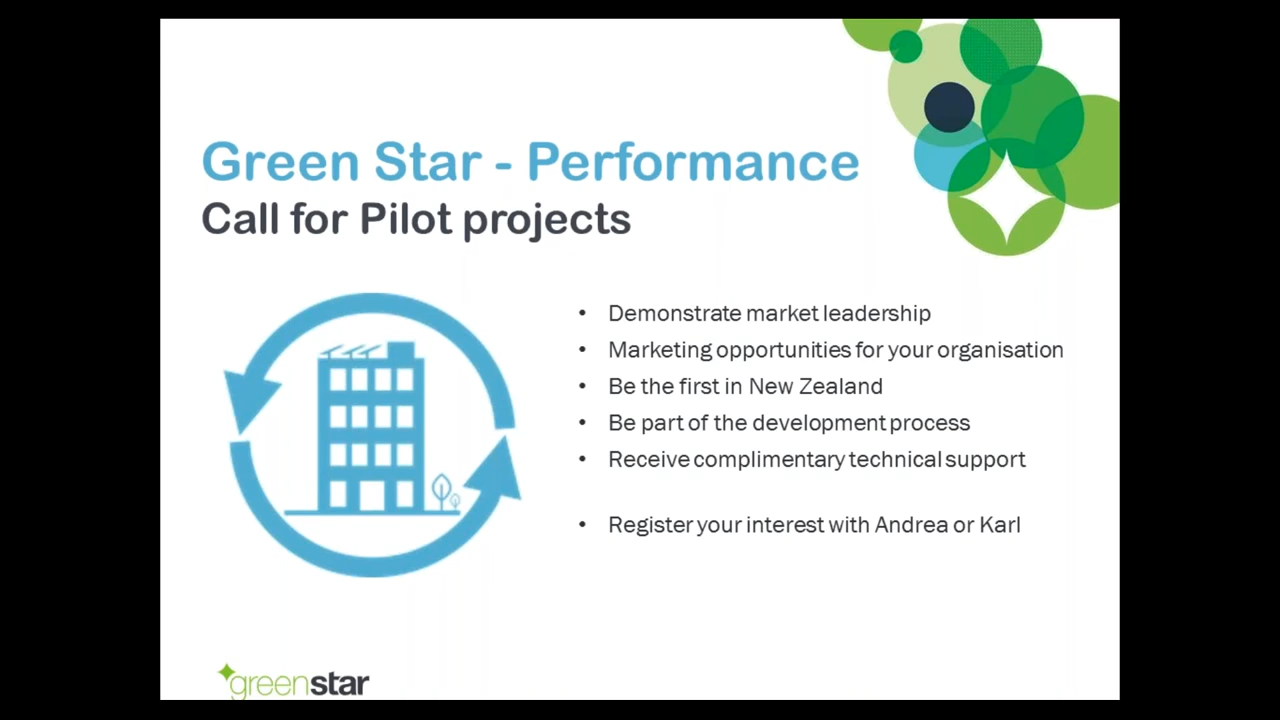 Green Star - Performance
Call for Pilot projects
• Demonstrate market leadership
• Marketing opportunities for your organisation
• Be the first in New Zealand
• Be part of the development process
• Receive complimentary technical support
• Register your interest with Andrea or Karl
greenstar